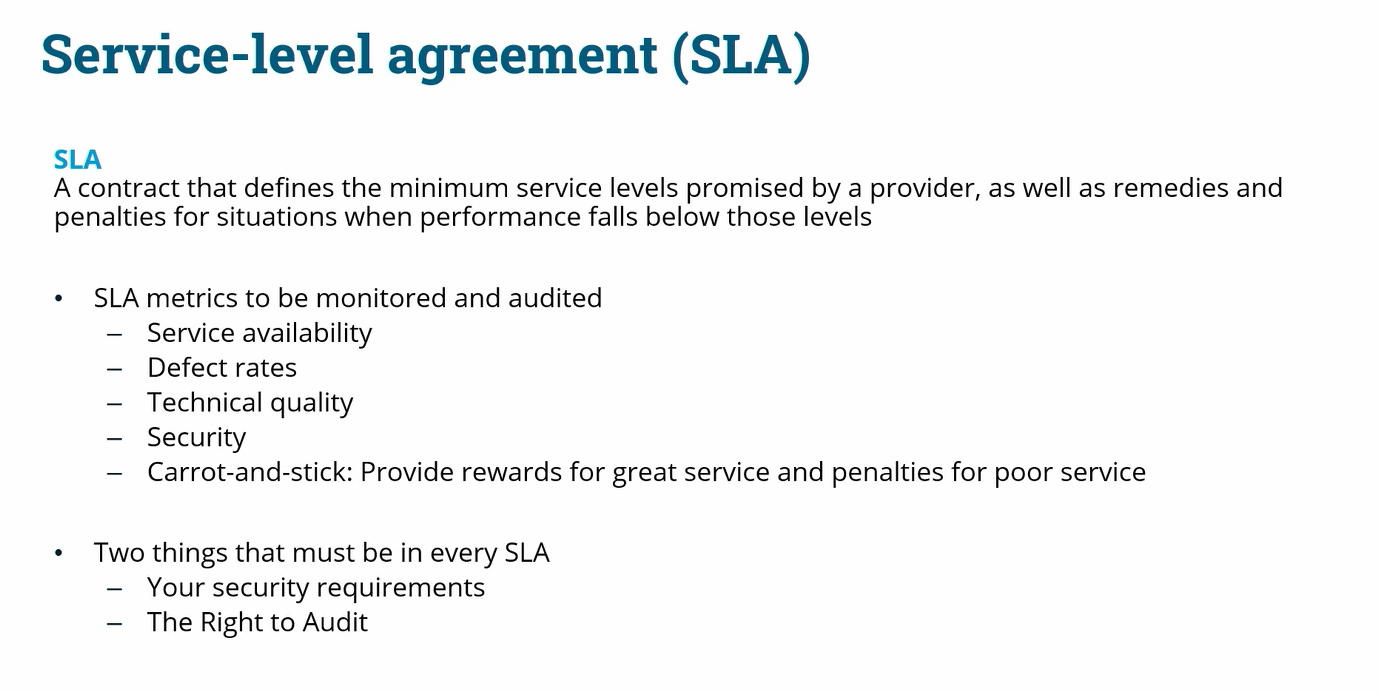 Service-level agreement (SLA)
SLA
A contract that defines the minimum service levels promised by a provider, as well as remedies and
penalties for situations when performance falls below those levels
• SLA metrics to be monitored and audited
– Service availability
– Defect rates
– Technical quality
– Security
– Carrot-and-stick: Provide rewards for great service and penalties for poor service
• Two things that must be in every SLA
– Your security requirements
– The Right to Audit